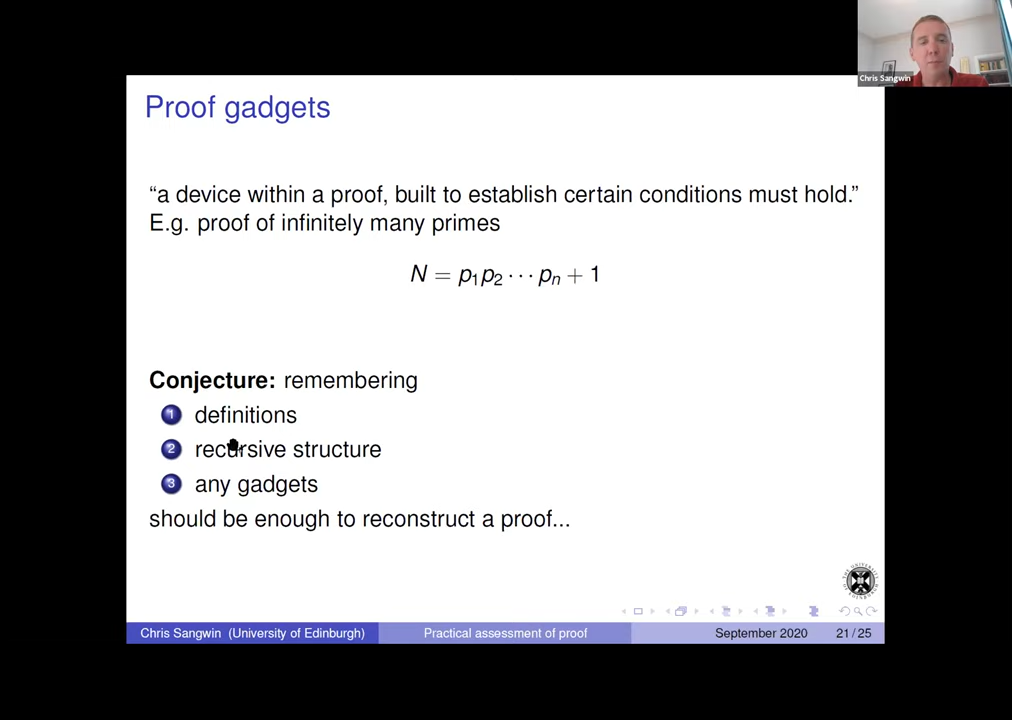 Chris Sangwin
Proof gadgets
“a device within a proof, built to establish certain conditions must hold.”
E.g. proof of infinitely many primes
N = p₁p₂ ⋯ pₙ + 1
Conjecture: remembering
1 definitions
2 recursive structure
3 any gadgets
should be enough to reconstruct a proof...
Chris Sangwin (University of Edinburgh) Practical assessment of proof September 2020 21 / 25